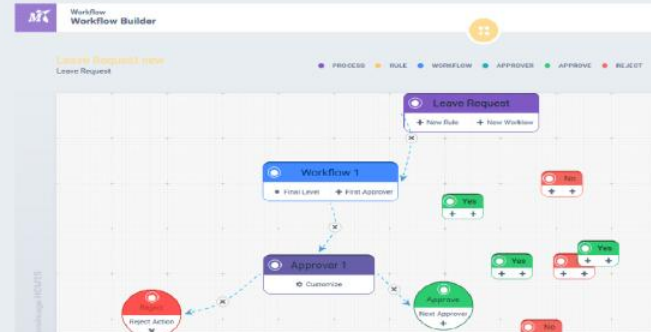 Workflow
Workflow Builder
Leave Request new
Leave Request
PROCESS
RULE
WORKFLOW
APPROVER
APPROVE
REJECT
Leave Request
+ New Rule + New Workflow
Workflow 1
Final Level + First Approver
No
+ +
Yes
+ +
Yes
+ +
Yes
+ +
+ +
Approver 1
Customize
Reject
Reject Action
Approve
Next Approver
+
No